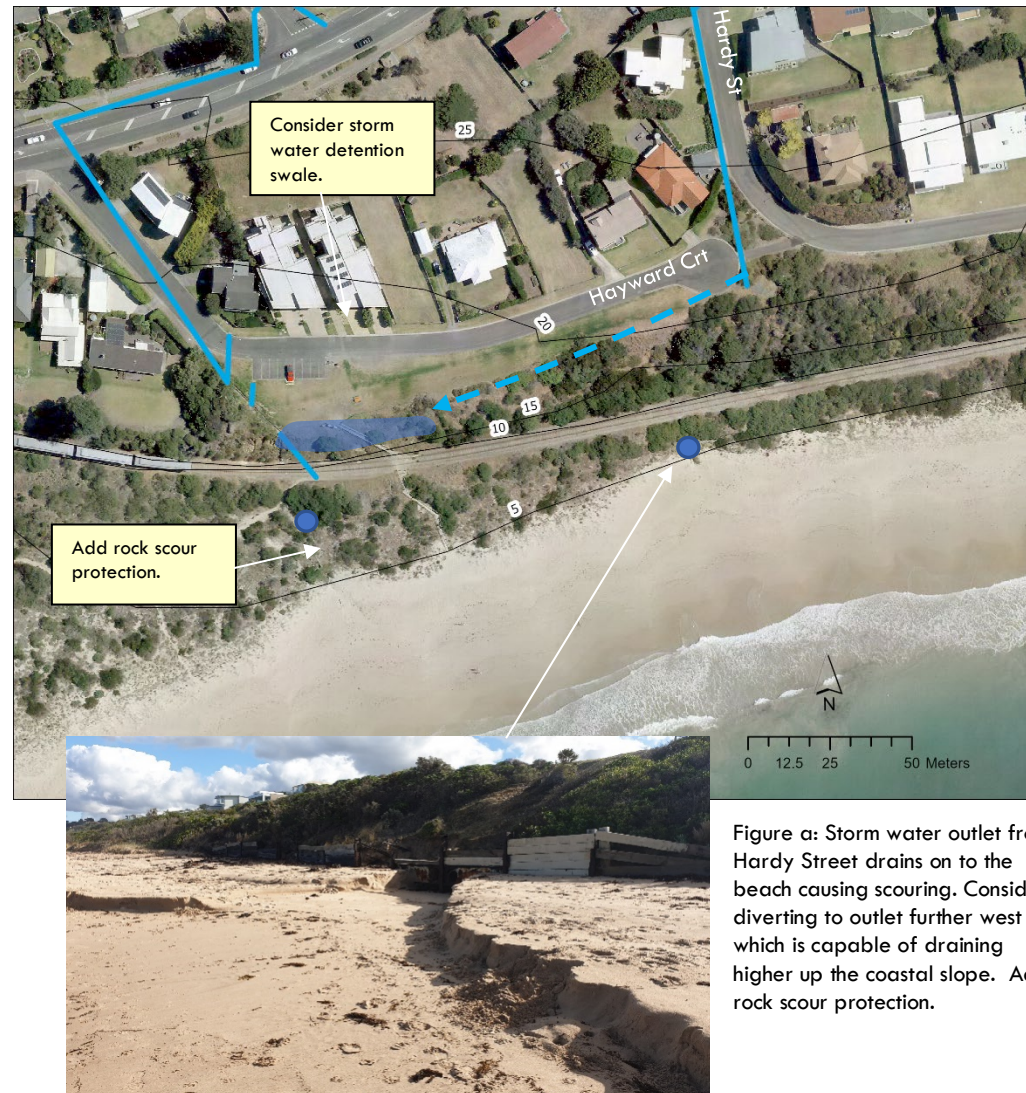 Hardy St
Consider storm
water detention
swale.
25
Hayward Crt
20
15
10
5
Add rock scour
protection.
N
0 12.5 25 50 Meters
Figure a: Storm water outlet
Hardy Street drains on to the
beach causing scouring.
diverting to outlet further west
which is capable of draining
higher up the coastal slope.
rock scour protection.